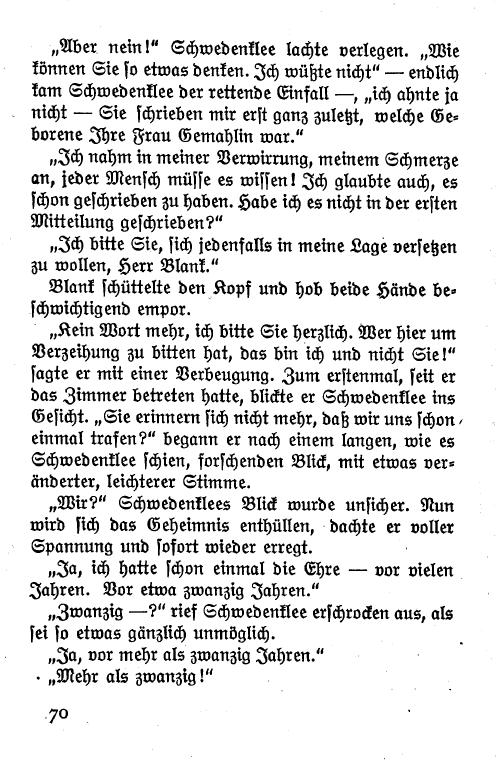 „Aber nein!“ Schwedenklee lachte verlegen. „Wie
können Sie so etwas denken. Ich wüßte nicht“ — endlich
kam Schwedenklee der rettende Einfall —, „ich ahnte ja
nicht — Sie schrieben mir erst ganz zuletzt, welche Ge-
borene Ihre Frau Gemahlin war.“
„Ich nahm in meiner Verwirrung, meinem Schmerze
an, jeder Mensch müsse es wissen! Ich glaubte auch, es
schon geschrieben zu haben. Habe ich es nicht in der ersten
Mitteilung geschrieben?“
„Ich bitte Sie, sich jedenfalls in meine Lage versetzen
zu wollen, Herr Blank.“
Blank schüttelte den Kopf und hob beide Hände be-
schwichtigend empor.
„Kein Wort mehr, ich bitte Sie herzlich. Wer hier um
Verzeihung zu bitten hat, das bin ich und nicht Sie!“
sagte er mit einer Verbeugung. Zum erstenmal, seit er
das Zimmer betreten hatte, blickte er Schwedenklee ins
Gesicht. „Sie erinnern sich nicht mehr, daß wir uns schon
einmal trafen?“ begann er nach einem langen, wie es
Schwedenklee schien, forschenden Blick, mit etwas ver-
änderter, leichterer Stimme.
„Wir?“ Schwedenklees Blick wurde unsicher. Nun
wird sich das Geheimnis enthüllen, dachte er voller
Spannung und sofort wieder erregt.
„Ja, ich hatte schon einmal die Ehre — vor vielen
Jahren. Vor etwa zwanzig Jahren.“
„Zwanzig —?“ rief Schwedenklee erschrocken aus, als
sei so etwas gänzlich unmöglich.
„Ja, vor mehr als zwanzig Jahren.“
„Mehr als zwanzig!“
70